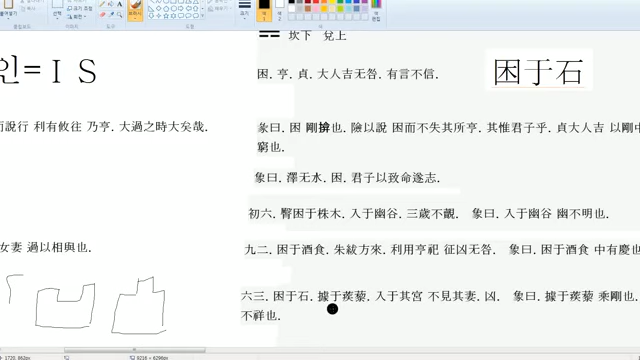 인=I S
坎下 兌上
困. 亨. 貞. 大人吉无咎. 有言不信.
困于石
而說行 利有攸往 乃亨. 大過之時大矣哉.
彖曰. 困 剛揜也. 險以說 困而不失其所亨. 其惟君子乎. 貞大人吉 以剛中
窮也.
象曰. 澤无水. 困. 君子以致命遂志.
初六. 臀困于株木. 入于幽谷. 三歲不覿. 象曰. 入于幽谷 幽不明也.
女妻 過以相與也.
九二. 困于酒食. 朱紱方來. 利用亨祀 征凶无咎. 象曰. 困于酒食 中有慶也
六三. 困于石. 據于蒺藜. 入于其宮 不見其妻. 凶. 象曰. 據于蒺藜 乘剛也.
不祥也.